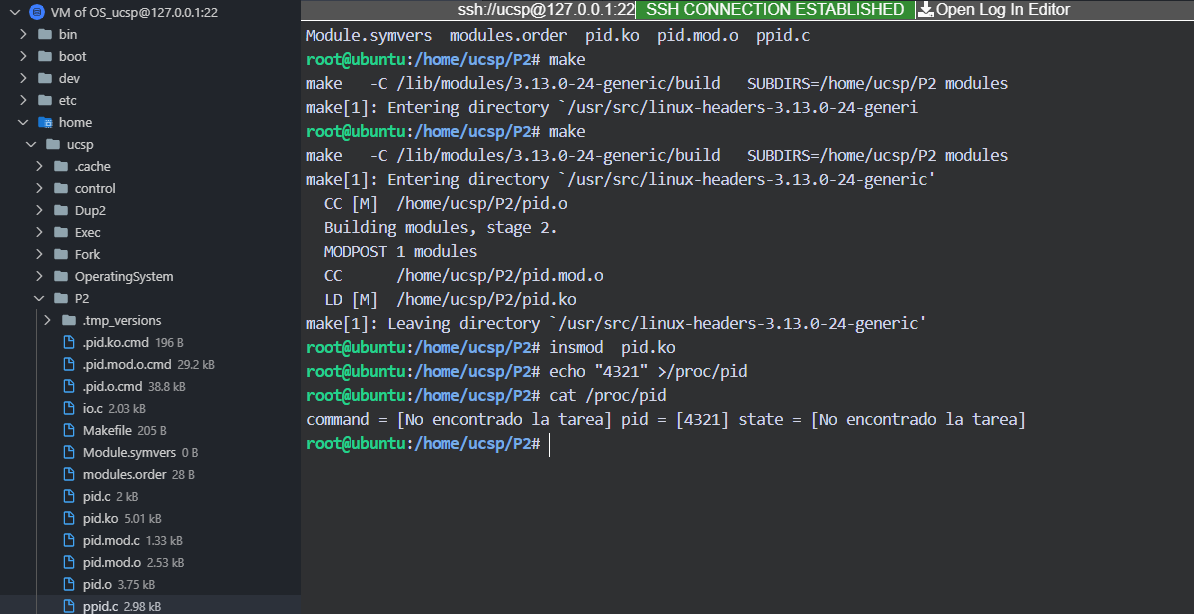 VM of OS_ucsp@127.0.0.1:22
bin
boot
dev
etc
home
ucsp
.cache
control
Dup2
Exec
Fork
OperatingSystem
P2
.tmp_versions
.pid.ko.cmd 196 B
.pid.mod.o.cmd 29.2 kB
.pid.o.cmd 38.8 kB
io.c 2.03 kB
Makefile 205 B
Module.symvers 0 B
modules.order 28 B
pid.c 2 kB
pid.ko 5.01 kB
pid.mod.c 1.33 kB
pid.mod.o 2.53 kB
pid.o 3.75 kB
ppid.c 2.98 kB
ssh://ucsp@127.0.0.1:22 SSH CONNECTION ESTABLISHED Open Log In Editor
Module.symvers  modules.order  pid.ko  pid.mod.o  ppid.c
root@ubuntu:/home/ucsp/P2# make
make   -C /lib/modules/3.13.0-24-generic/build   SUBDIRS=/home/ucsp/P2 modules
make[1]: Entering directory `/usr/src/linux-headers-3.13.0-24-generi
root@ubuntu:/home/ucsp/P2# make
make   -C /lib/modules/3.13.0-24-generic/build   SUBDIRS=/home/ucsp/P2 modules
make[1]: Entering directory `/usr/src/linux-headers-3.13.0-24-generic'
  CC [M]  /home/ucsp/P2/pid.o
  Building modules, stage 2.
  MODPOST 1 modules
  CC      /home/ucsp/P2/pid.mod.o
  LD [M]  /home/ucsp/P2/pid.ko
make[1]: Leaving directory `/usr/src/linux-headers-3.13.0-24-generic'
root@ubuntu:/home/ucsp/P2# insmod  pid.ko
root@ubuntu:/home/ucsp/P2# echo "4321" >/proc/pid
root@ubuntu:/home/ucsp/P2# cat /proc/pid
command = [No encontrado la tarea] pid = [4321] state = [No encontrado la tarea]
root@ubuntu:/home/ucsp/P2#